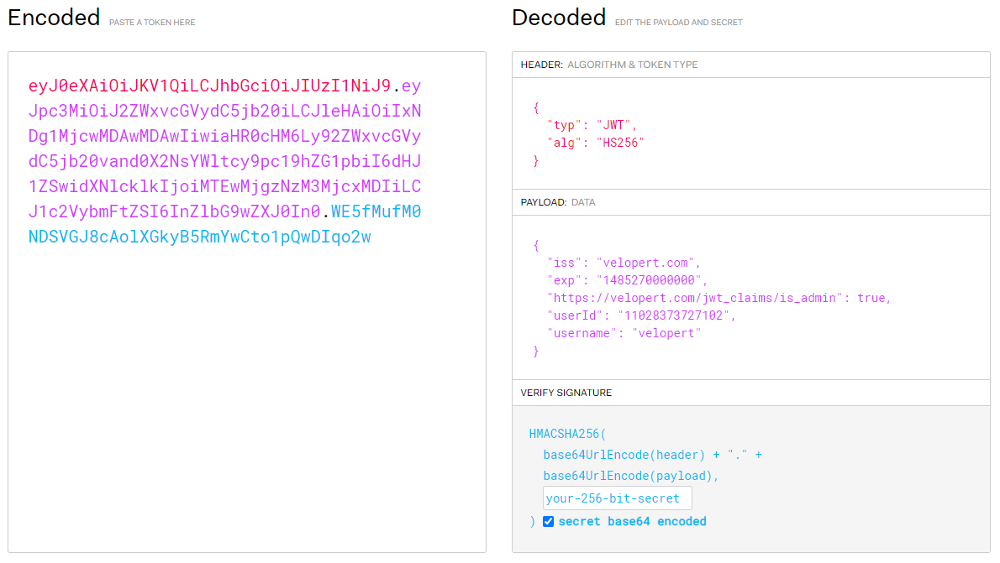 Encoded PASTE A TOKEN HERE
eyJ0eXAiOiJKV1QiLCJhbGciOiJIUzI1NiJ9.ey
Jpc3MiOiJ2ZWxvcGVydC5jb20iLCJleHAiOiIxN
Dg1MjcwMDAwMDAwIiwiaHR0cHM6Ly92ZWxvcGVy
dC5jb20vand0X2NsYWltcy9pc19hZG1pbiI6dHJ
1ZSwidXNlcklkIjoiMTEwMjgzNzM3MjcxMDIiLC
J1c2VybmFtZSI6InZlbG9wZXJ0In0.WE5fMufM0
NDSVGJ8cAolXGkyB5RmYwCto1pQwDIqo2w
Decoded EDIT THE PAYLOAD AND SECRET
HEADER: ALGORITHM & TOKEN TYPE
{
"typ": "JWT",
"alg": "HS256"
}
PAYLOAD: DATA
{
"iss": "velopert.com",
"exp": "1485270000000",
"https://velopert.com/jwt_claims/is_admin": true,
"userId": "11028373727102",
"username": "velopert"
}
VERIFY SIGNATURE
HMACSHA256(
base64UrlEncode(header) + "." +
base64UrlEncode(payload),
your-256-bit-secret
) secret base64 encoded